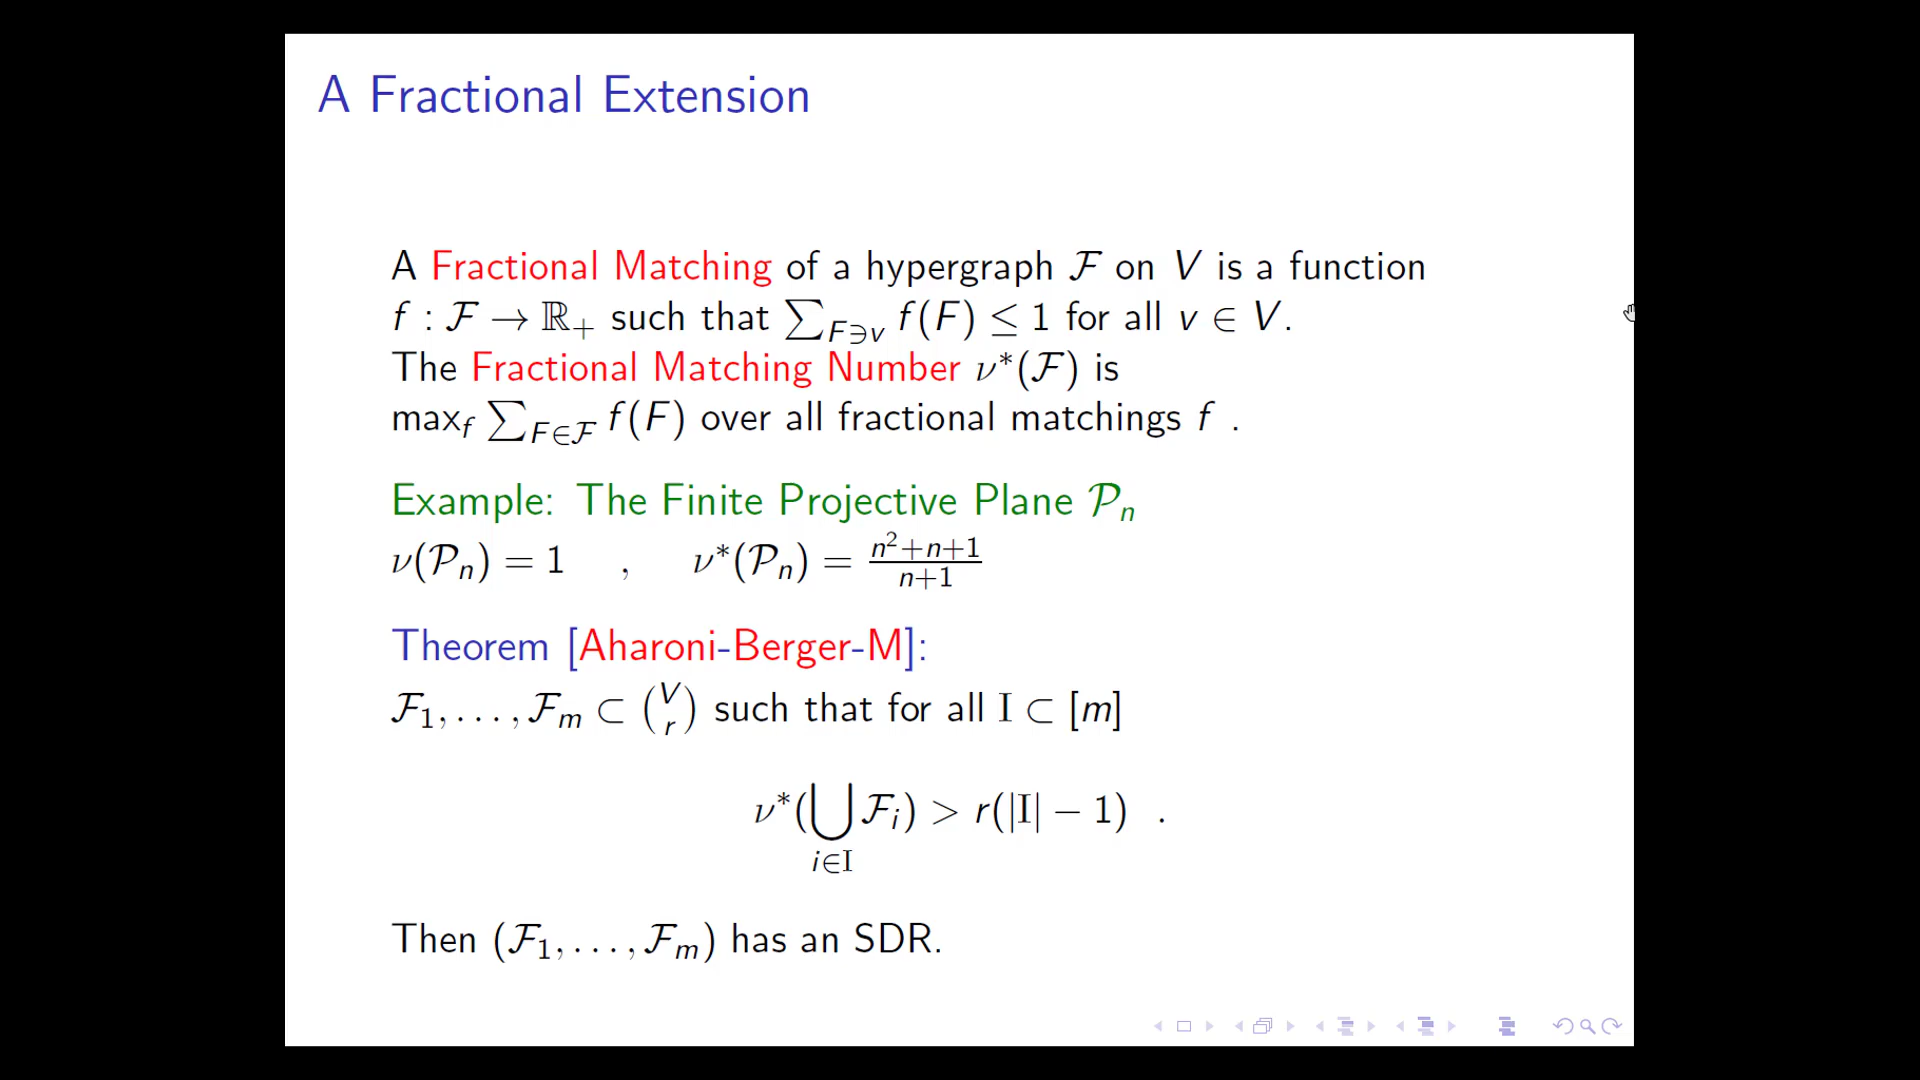 A Fractional Extension
A Fractional Matching of a hypergraph ℱ on V is a function
f : ℱ → ℝ₊ such that ∑_{F∋v} f(F) ≤ 1 for all v ∈ V.
The Fractional Matching Number ν*(ℱ) is
max_f ∑_{F∈ℱ} f(F) over all fractional matchings f .
Example: The Finite Projective Plane 𝒫_n
ν(𝒫_n) = 1 , ν*(𝒫_n) = \frac{n²+n+1}{n+1}
Theorem [Aharoni-Berger-M]:
ℱ₁, . . . , ℱ_m ⊂ \binom{V}{r} such that for all I ⊂ [m]
ν*(⋃_{i∈I} ℱ_i) > r(|I| − 1) .
Then (ℱ₁, . . . , ℱ_m) has an SDR.